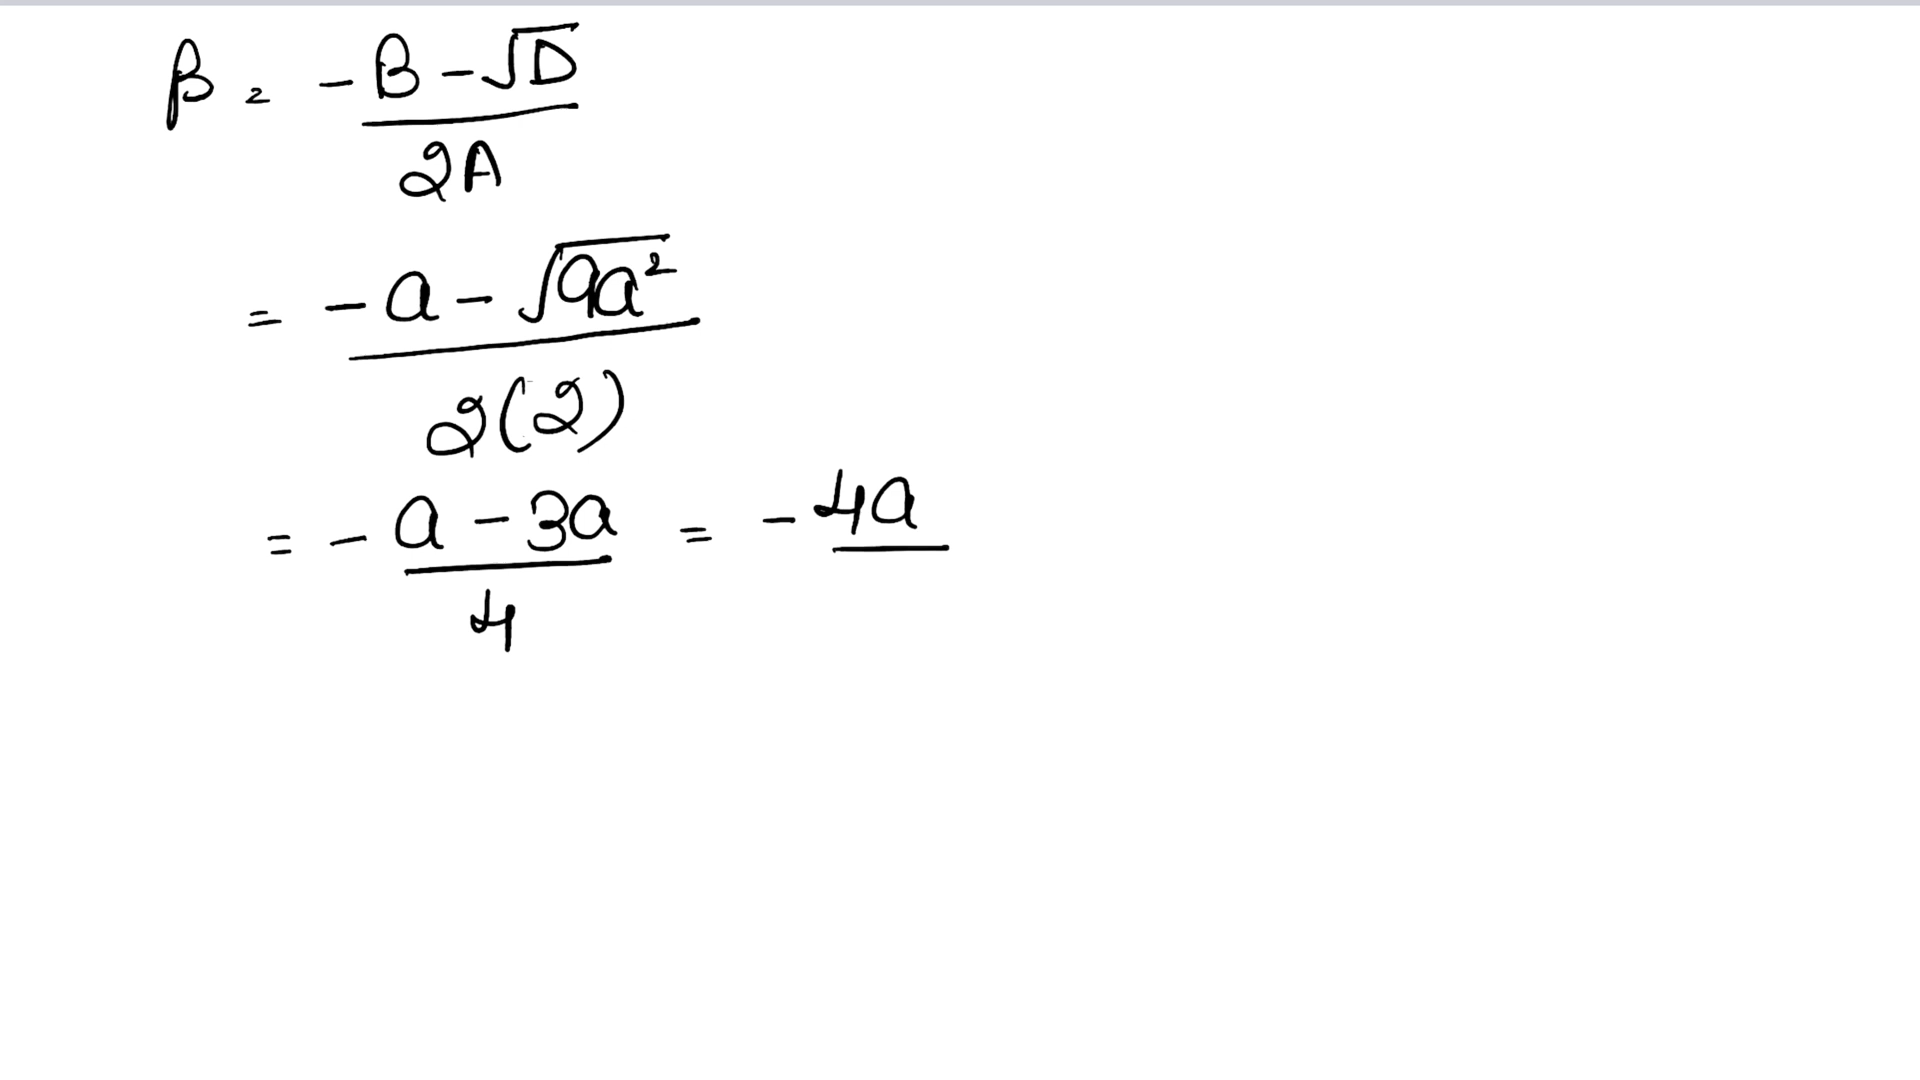 β = -B-√D
2A
= -a-√9a²
2(2)
= -a-3a = -4a
4